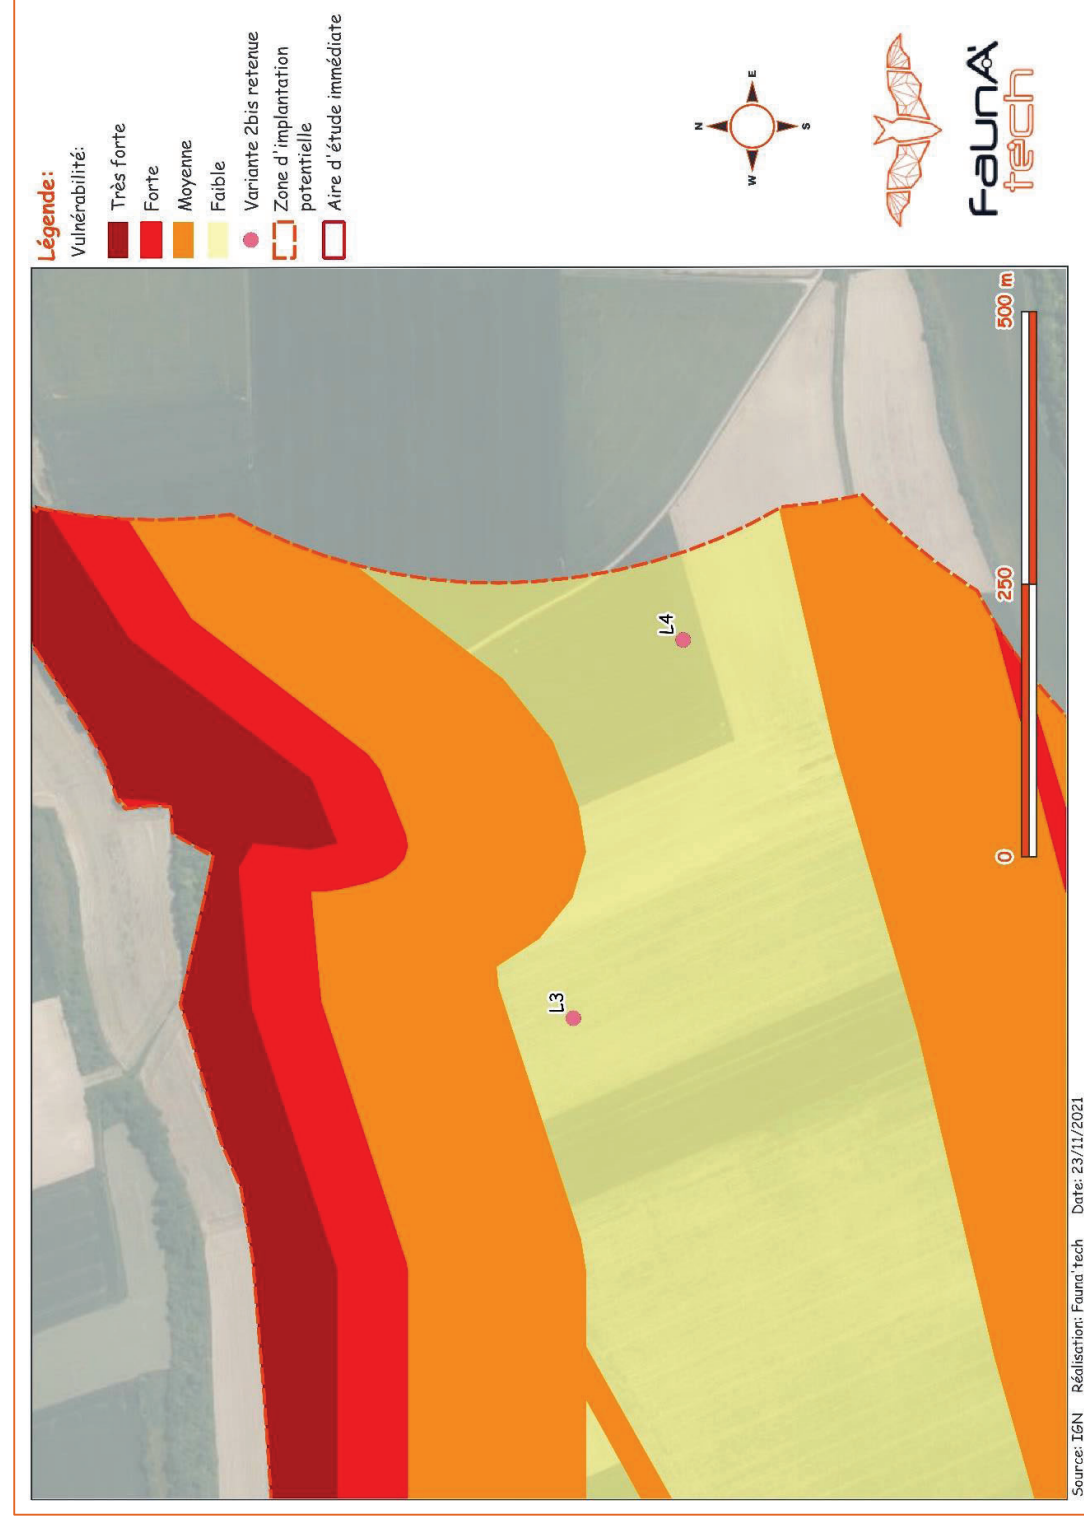 Légende:
Vulnérabilité:
Très forte
Forte
Moyenne
Faible
Variante 2bis retenue
Zone d'implantation
potentielle
Aire d'étude immédiate
N
W
E
S
FaunA'
têch
L3
L4
0
250
500 m
Source: IGN Réalisation: Fauna'tech Date: 23/11/2021